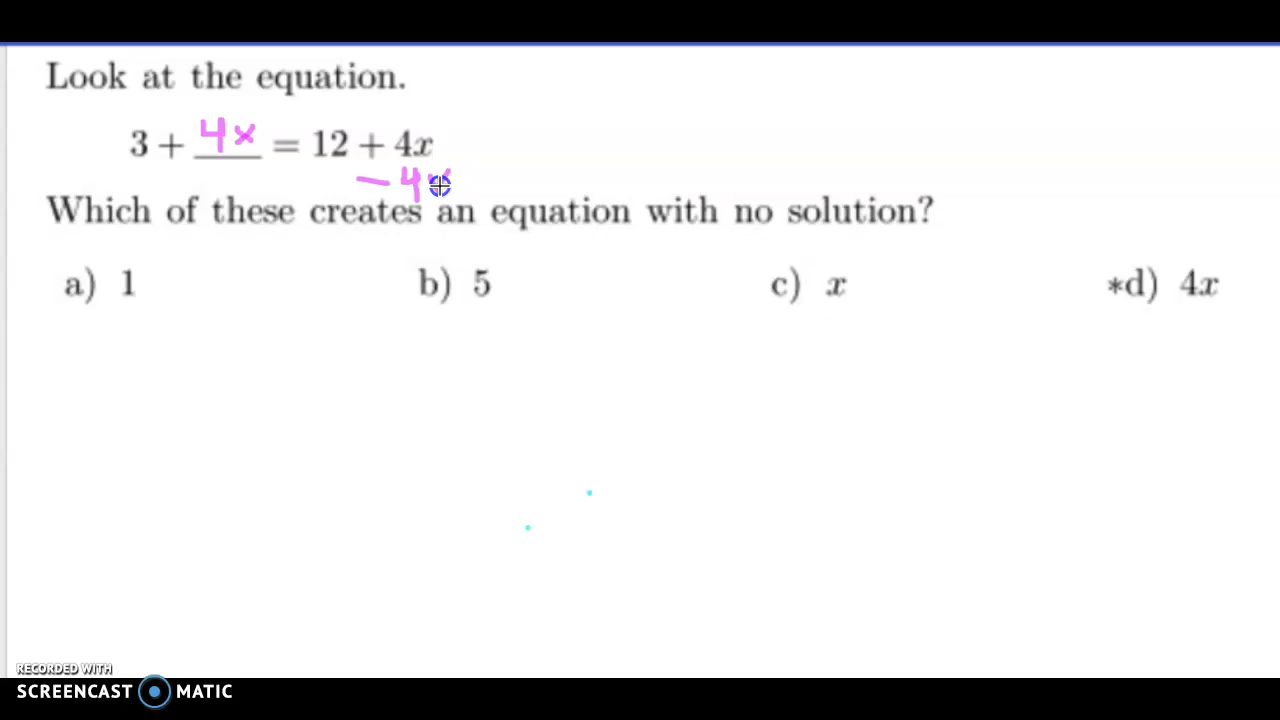 Look at the equation.
3 + 4x = 12 + 4x
− 4x
Which of these creates an equation with no solution?
a) 1 b) 5 c) x *d) 4x
RECORDED WITH
SCREENCAST MATIC